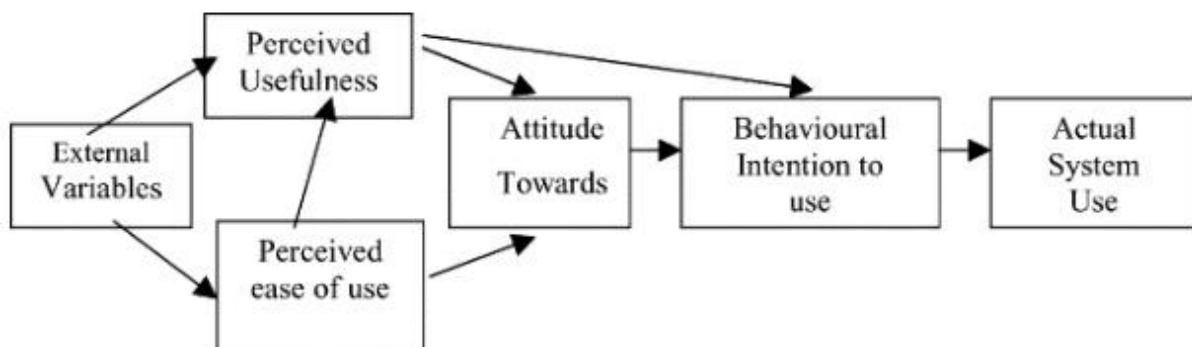 Perceived
Usefulness
External
Variables
Perceived
ease of use
Attitude
Towards
Behavioural
Intention to
use
Actual
System
Use